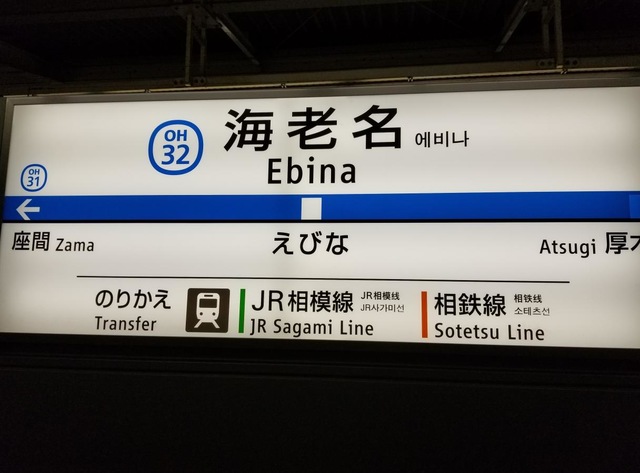 OH 32 海老名 에비나
Ebina
OH 31
←
座間 Zama えびな Atsugi 厚
のりかえ JR相模線 JR相模线 JR사가미선 相鉄線 相铁线 소테츠선
Transfer JR Sagami Line Sotetsu Line